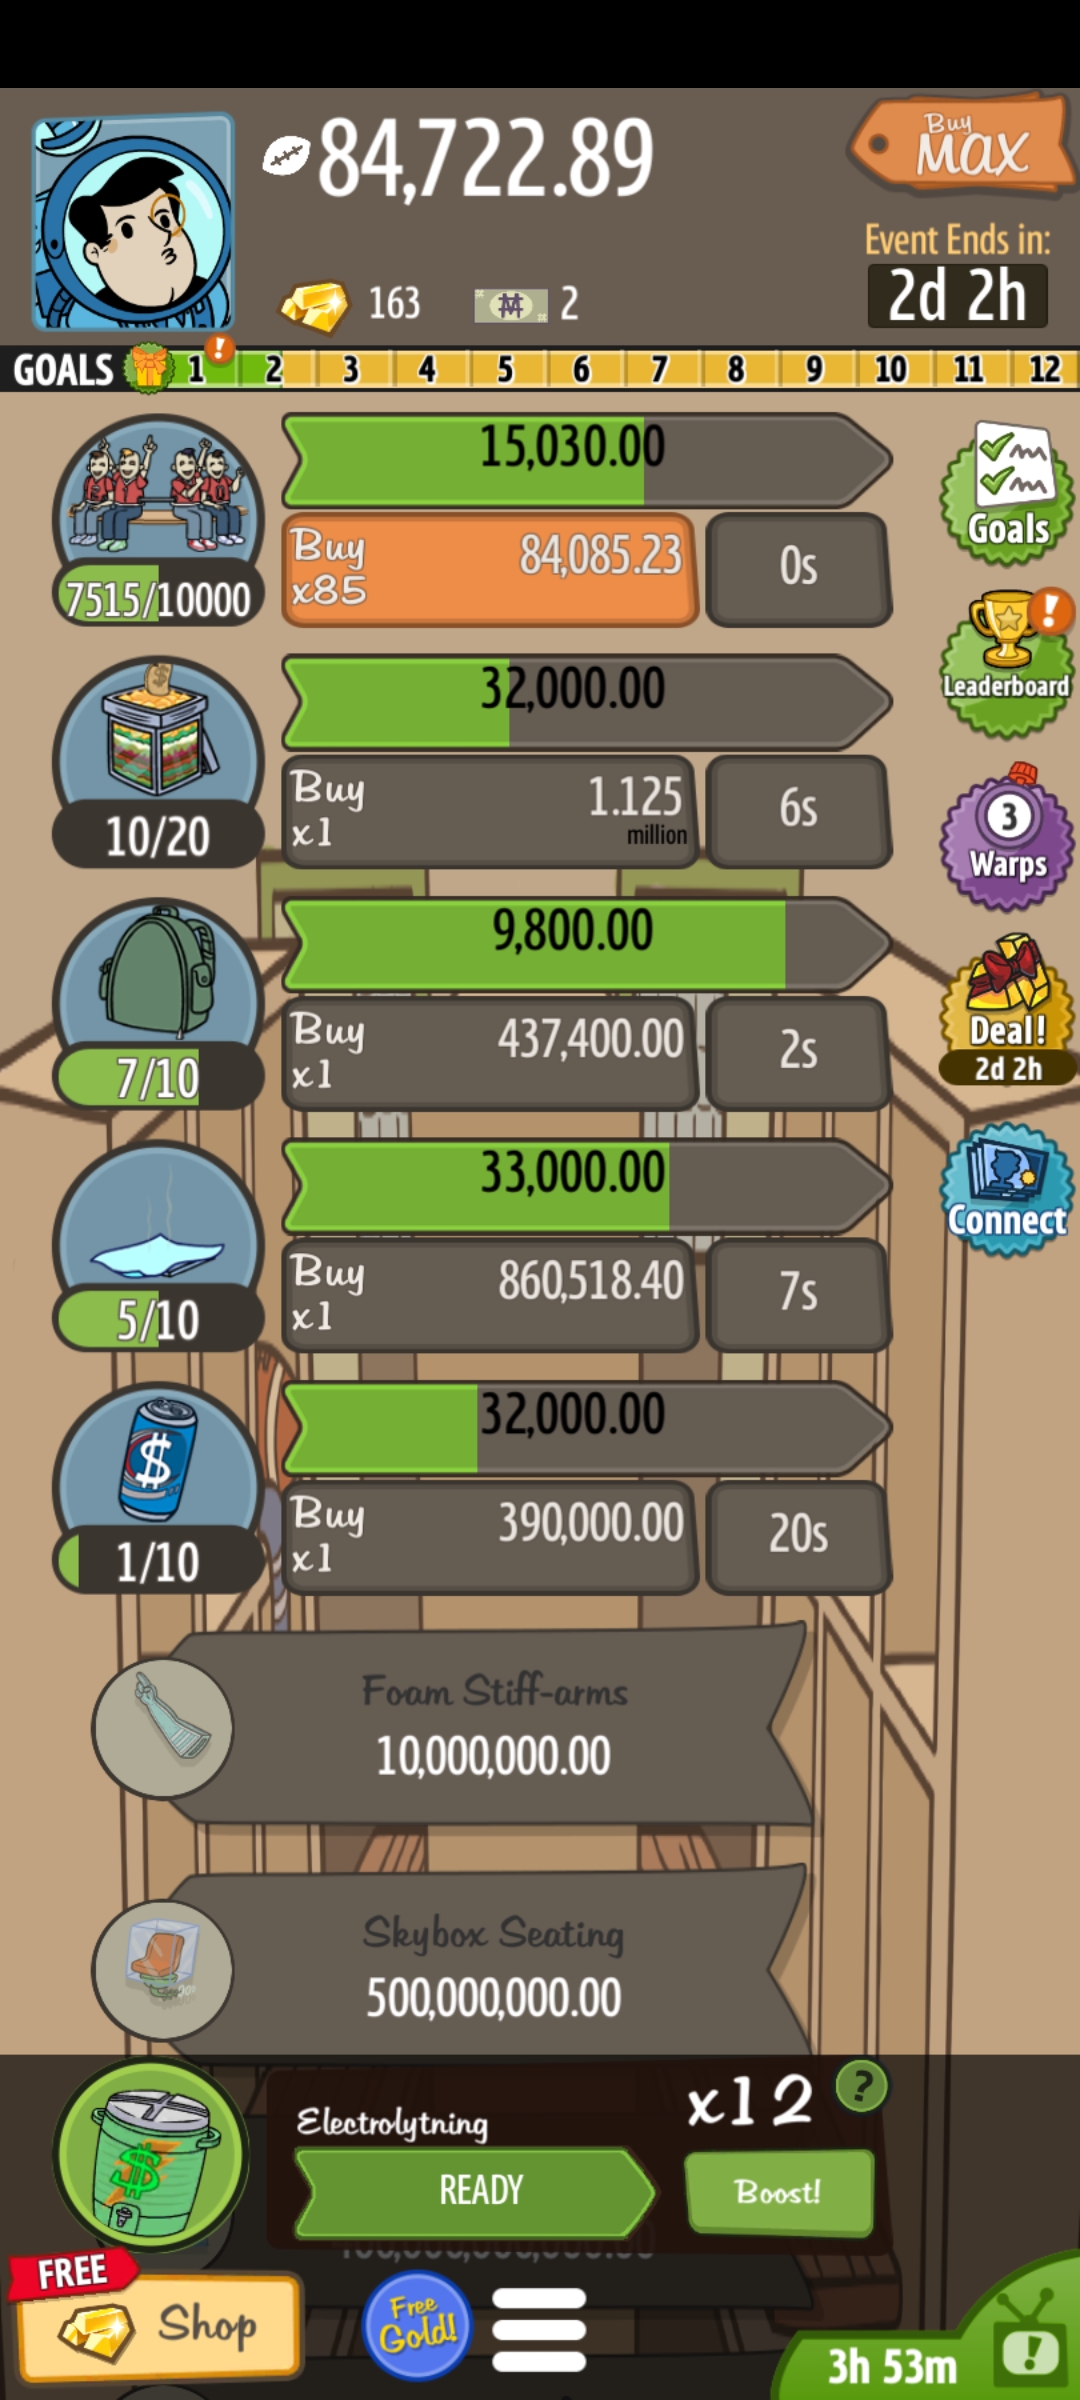 84,722.89
Buy
MAX
Event Ends in:
2d 2h
163
2
GOALS 1 ! 2 3 4 5 6 7 8 9 10 11 12
15,030.00
7515/10000
Buy
x85
84,085.23
0s
Goals
32,000.00
10/20
Buy
x1
1.125
million
6s
!
Leaderboard
3
Warps
9,800.00
7/10
Buy
x1
437,400.00
2s
Deal!
2d 2h
33,000.00
5/10
Buy
x1
860,518.40
7s
Connect
32,000.00
$
1/10
Buy
x1
390,000.00
20s
Foam Stiff-arms
10,000,000.00
Skybox Seating
500,000,000.00
Electrolytning
x12
?
$
READY
Boost!
FREE
Shop
Free
Gold!
3h 53m
!